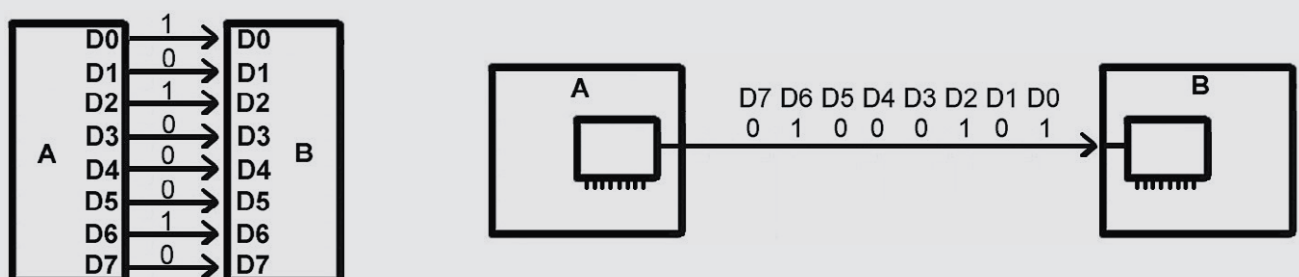 1
D0 D0
0
D1 D1
1
D2 D2
0
D3 D3
A B
0
D4 D4
0
D5 D5
1
D6 D6
0
D7 D7
A
D7 D6 D5 D4 D3 D2 D1 D0
0 1 0 0 0 1 0 1
B